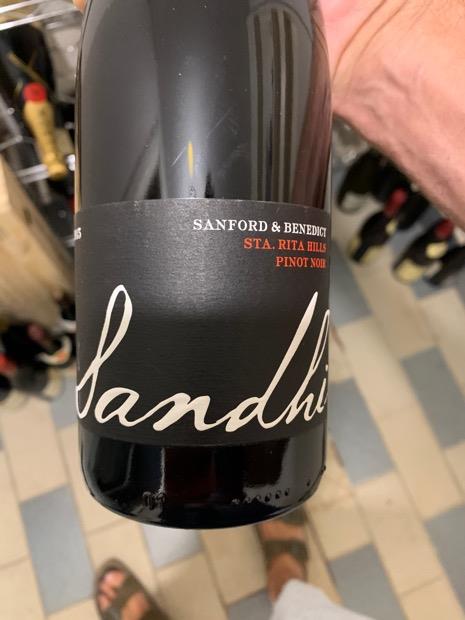 SANFORD & BENEDICT
STA. RITA HILLS
PINOT NOIR
Sandhi